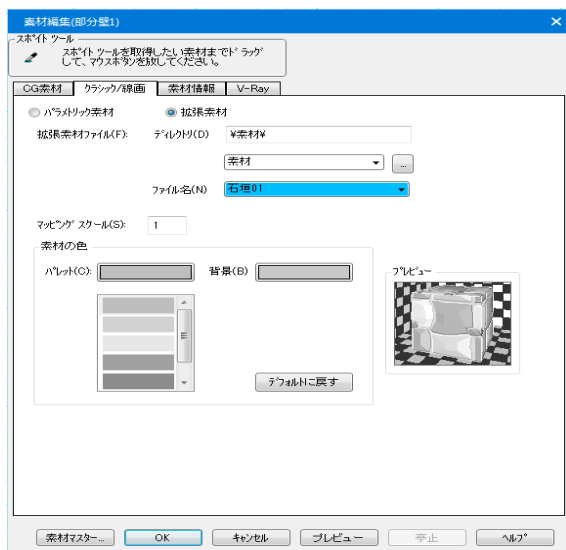 素材編集(部分壁1)
スポイト ツール
スポイト ツールを取得したい素材までドラッグ
して、マウスボタンを放してください。
CG素材 クラシック/線画 素材情報 V-Ray
パラメトリック素材 拡張素材
拡張素材ファイル(F): ディレクトリ(D) ¥素材¥
素材 ...
ファイル名(N) 石垣01
マッピング スケール(S): 1
素材の色
パレット(C): 背景(B)
プレビュー
デフォルトに戻す
素材マスター... OK キャンセル プレビュー 停止 ヘルプ